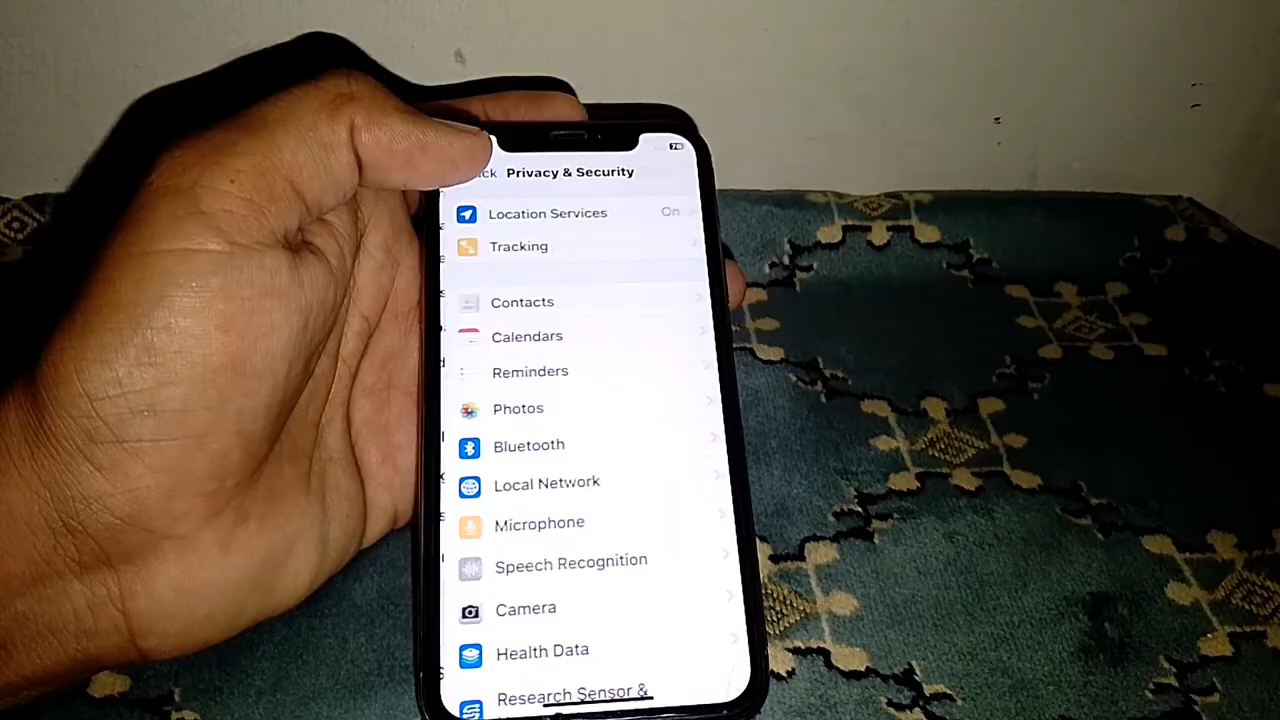 Privacy & Security
Location Services On
Tracking
Contacts
Calendars
Reminders
Photos
Bluetooth
Local Network
Microphone
Speech Recognition
Camera
Health Data
Research Sensor &